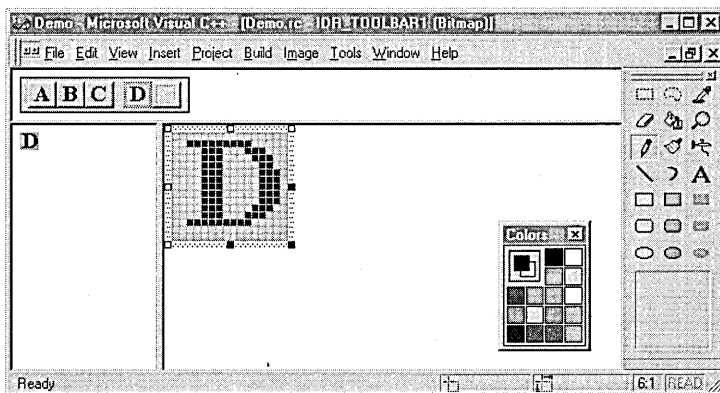 Demo - Microsoft Visual C++ - [Demo.rc - IDR_TOOLBAR1 (Bitmap)]
File Edit View Insert Project Build Image Tools Window Help
A B C D
D
Colors
A
Ready 6:1 READ